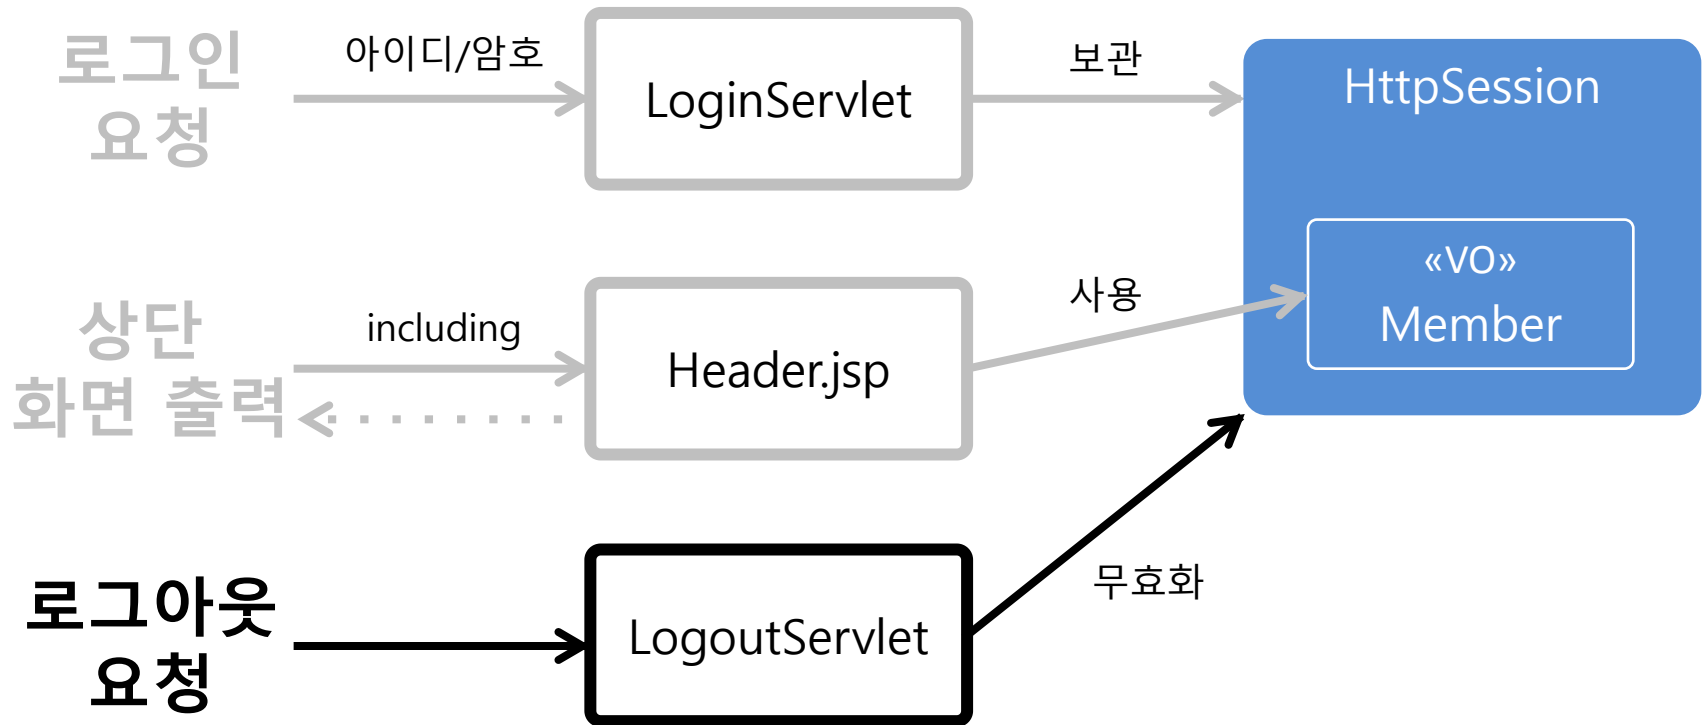 로그인
요청
아이디/암호
LoginServlet
보관
HttpSession
상단
화면 출력
including
Header.jsp
사용
«VO»
Member
로그아웃
요청
LogoutServlet
무효화